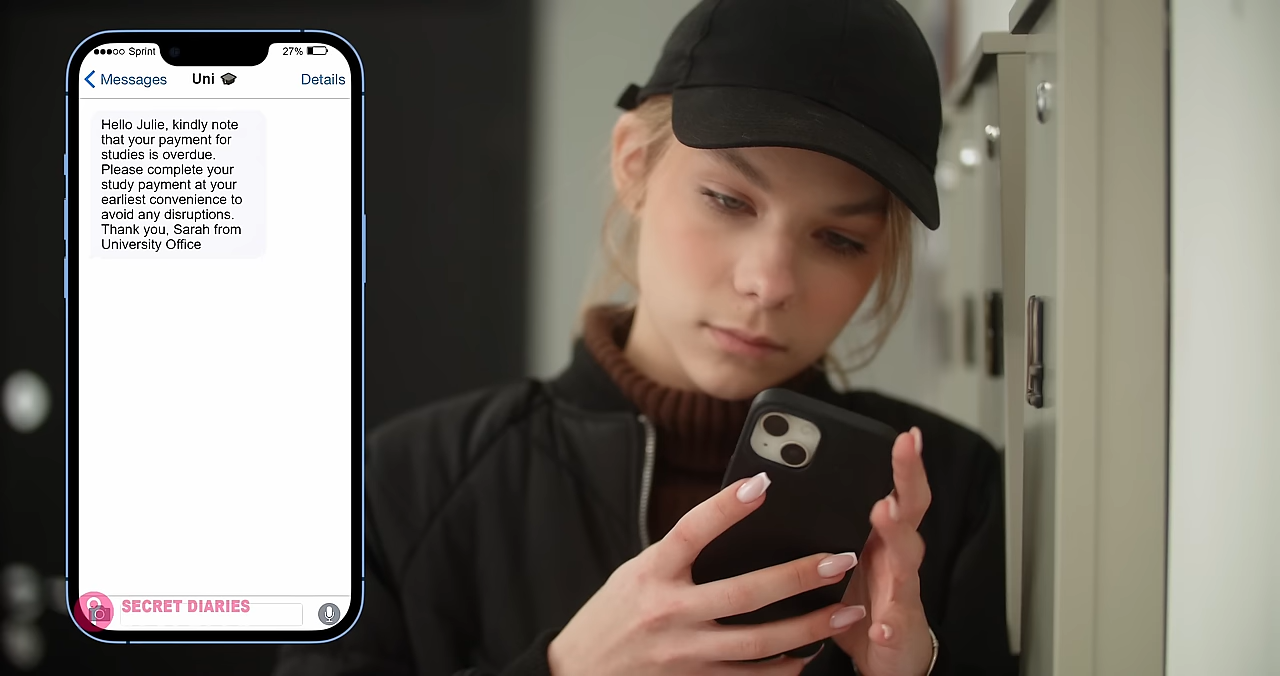 ●●●○○ Sprint 27%
Messages Uni 🎓 Details
Hello Julie, kindly note
that your payment for
studies is overdue.
Please complete your
study payment at your
earliest convenience to
avoid any disruptions.
Thank you, Sarah from
University Office
SECRET DIARIES